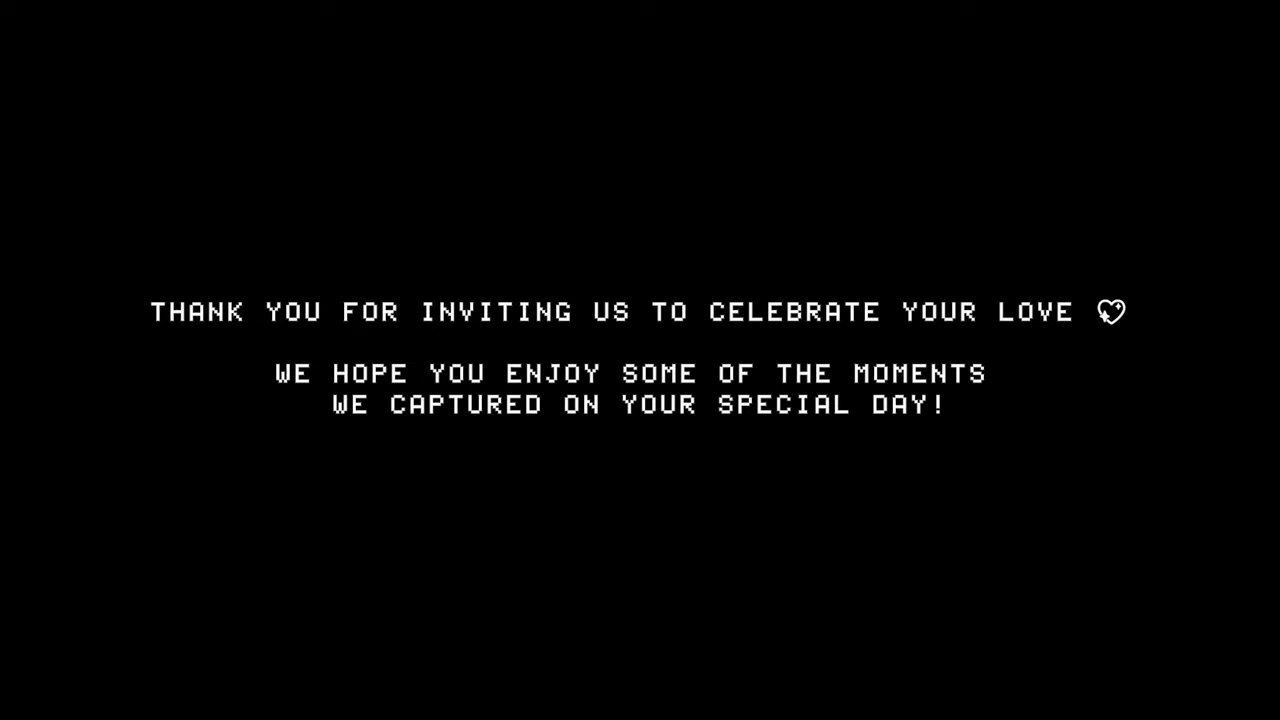 THANK YOU FOR INVITING US TO CELEBRATE YOUR LOVE 💖
WE HOPE YOU ENJOY SOME OF THE MOMENTS
WE CAPTURED ON YOUR SPECIAL DAY!